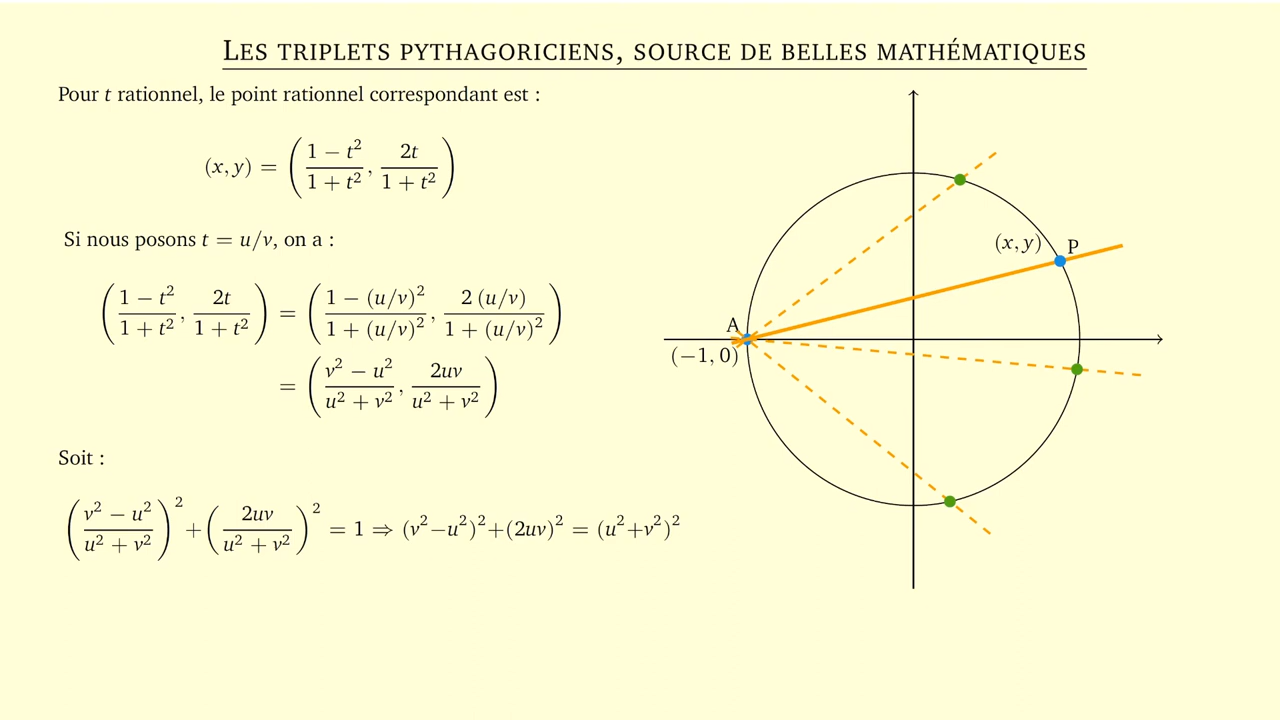 LES TRIPLETS PYTHAGORICIENS, SOURCE DE BELLES MATHÉMATIQUES
Pour t rationnel, le point rationnel correspondant est :
(x, y) = ( (1 − t²)/(1 + t²), 2t/(1 + t²) )
Si nous posons t = u/v, on a :
( (1 − t²)/(1 + t²), 2t/(1 + t²) ) = ( (1 − (u/v)²)/(1 + (u/v)²), 2 (u/v)/(1 + (u/v)²) )
= ( (v² − u²)/(u² + v²), 2uv/(u² + v²) )
Soit :
( (v² − u²)/(u² + v²) )² + ( 2uv/(u² + v²) )² = 1 ⇒ (v²−u²)²+(2uv)² = (u²+v²)²
(x, y) P
A
(−1, 0)